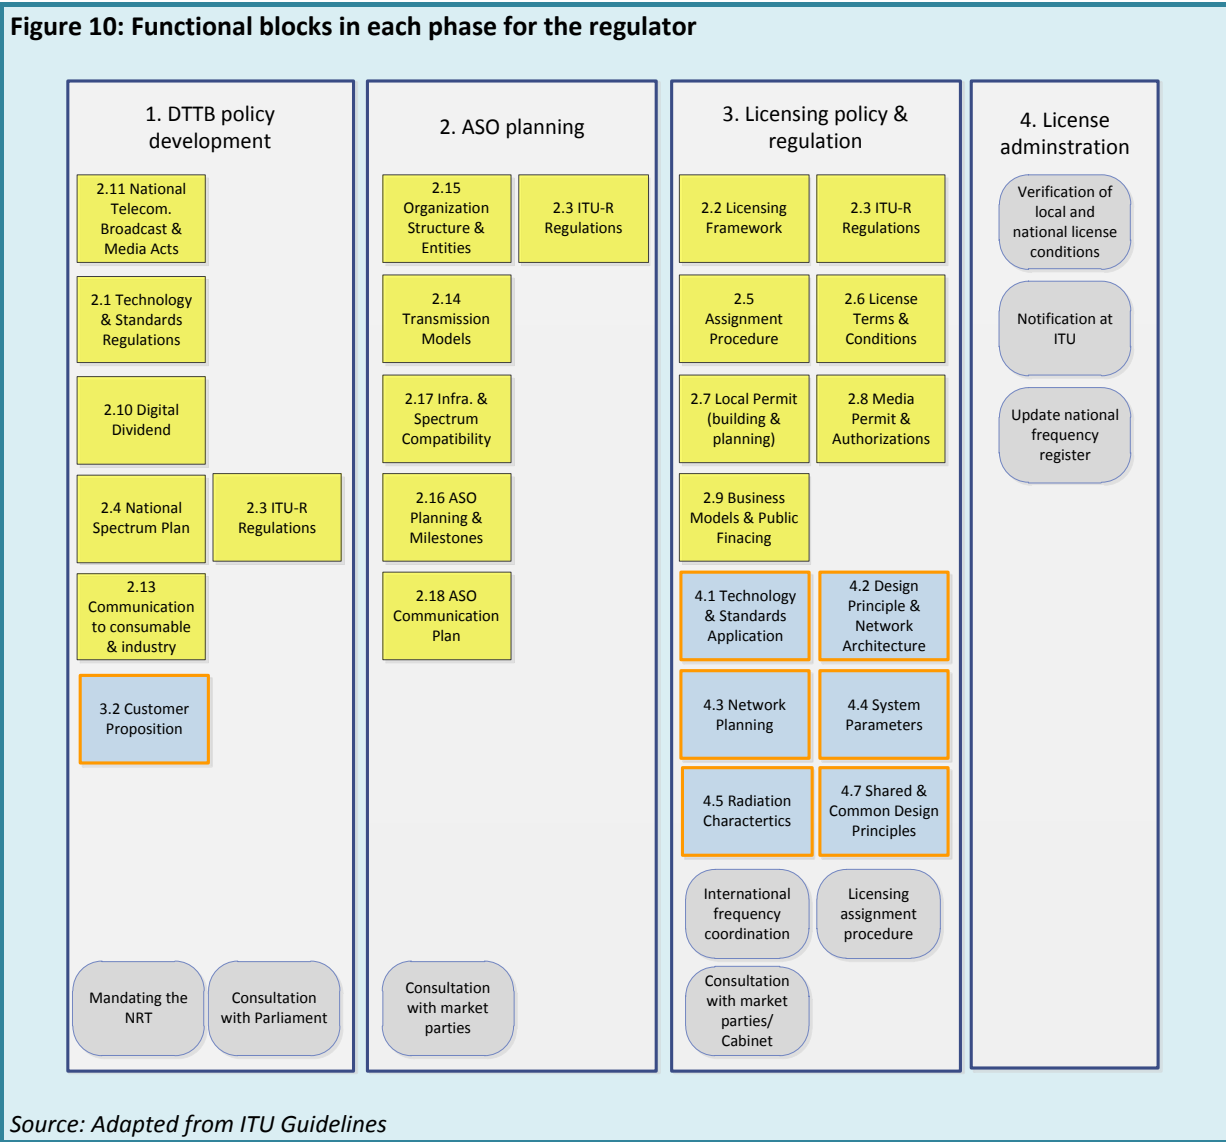 Figure 10: Functional blocks in each phase for the regulator
1. DTTB policy
development
2.11 National
Telecom.
Broadcast &
Media Acts
2.1 Technology
& Standards
Regulations
2.10 Digital
Dividend
2.4 National
Spectrum Plan
2.3 ITU-R
Regulations
2.13
Communication
to consumable
& industry
3.2 Customer
Proposition
Mandating the
NRT
Consultation
with Parliament
2. ASO planning
2.15
Organization
Structure &
Entities
2.3 ITU-R
Regulations
2.14
Transmission
Models
2.17 Infra. &
Spectrum
Compatibility
2.16 ASO
Planning &
Milestones
2.18 ASO
Communication
Plan
Consultation
with market
parties
3. Licensing policy &
regulation
2.2 Licensing
Framework
2.3 ITU-R
Regulations
2.5
Assignment
Procedure
2.6 License
Terms &
Conditions
2.7 Local Permit
(building &
planning)
2.8 Media
Permit &
Authorizations
2.9 Business
Models & Public
Finacing
4.1 Technology
& Standards
Application
4.2 Design
Principle &
Network
Architecture
4.3 Network
Planning
4.4 System
Parameters
4.5 Radiation
Charactertics
4.7 Shared &
Common Design
Principles
International
frequency
coordination
Licensing
assignment
procedure
Consultation
with market
parties/
Cabinet
4. License
adminstration
Verification of
local and
national license
conditions
Notification at
ITU
Update national
frequency
register
Source: Adapted from ITU Guidelines